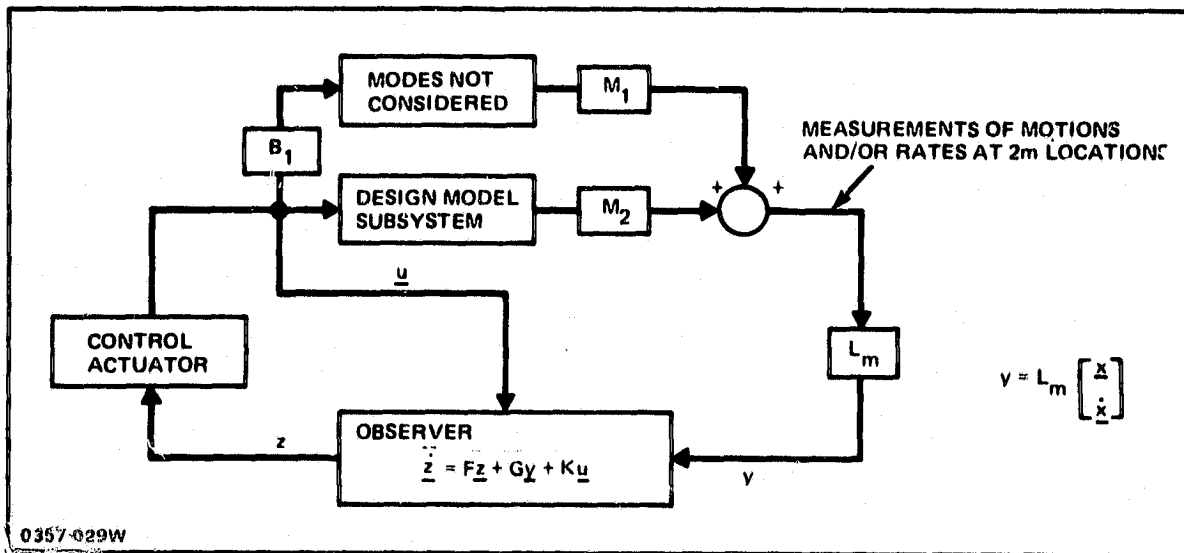 MODES NOT
CONSIDERED
M₁
B₁
MEASUREMENTS OF MOTIONS
AND/OR RATES AT 2m LOCATIONS
+
+
DESIGN MODEL
SUBSYSTEM
M₂
u
CONTROL
ACTUATOR
Lₘ
y = Lₘ [x ẋ]
OBSERVER
ż = Fz + Gy + Ku
z
y
0357-029W